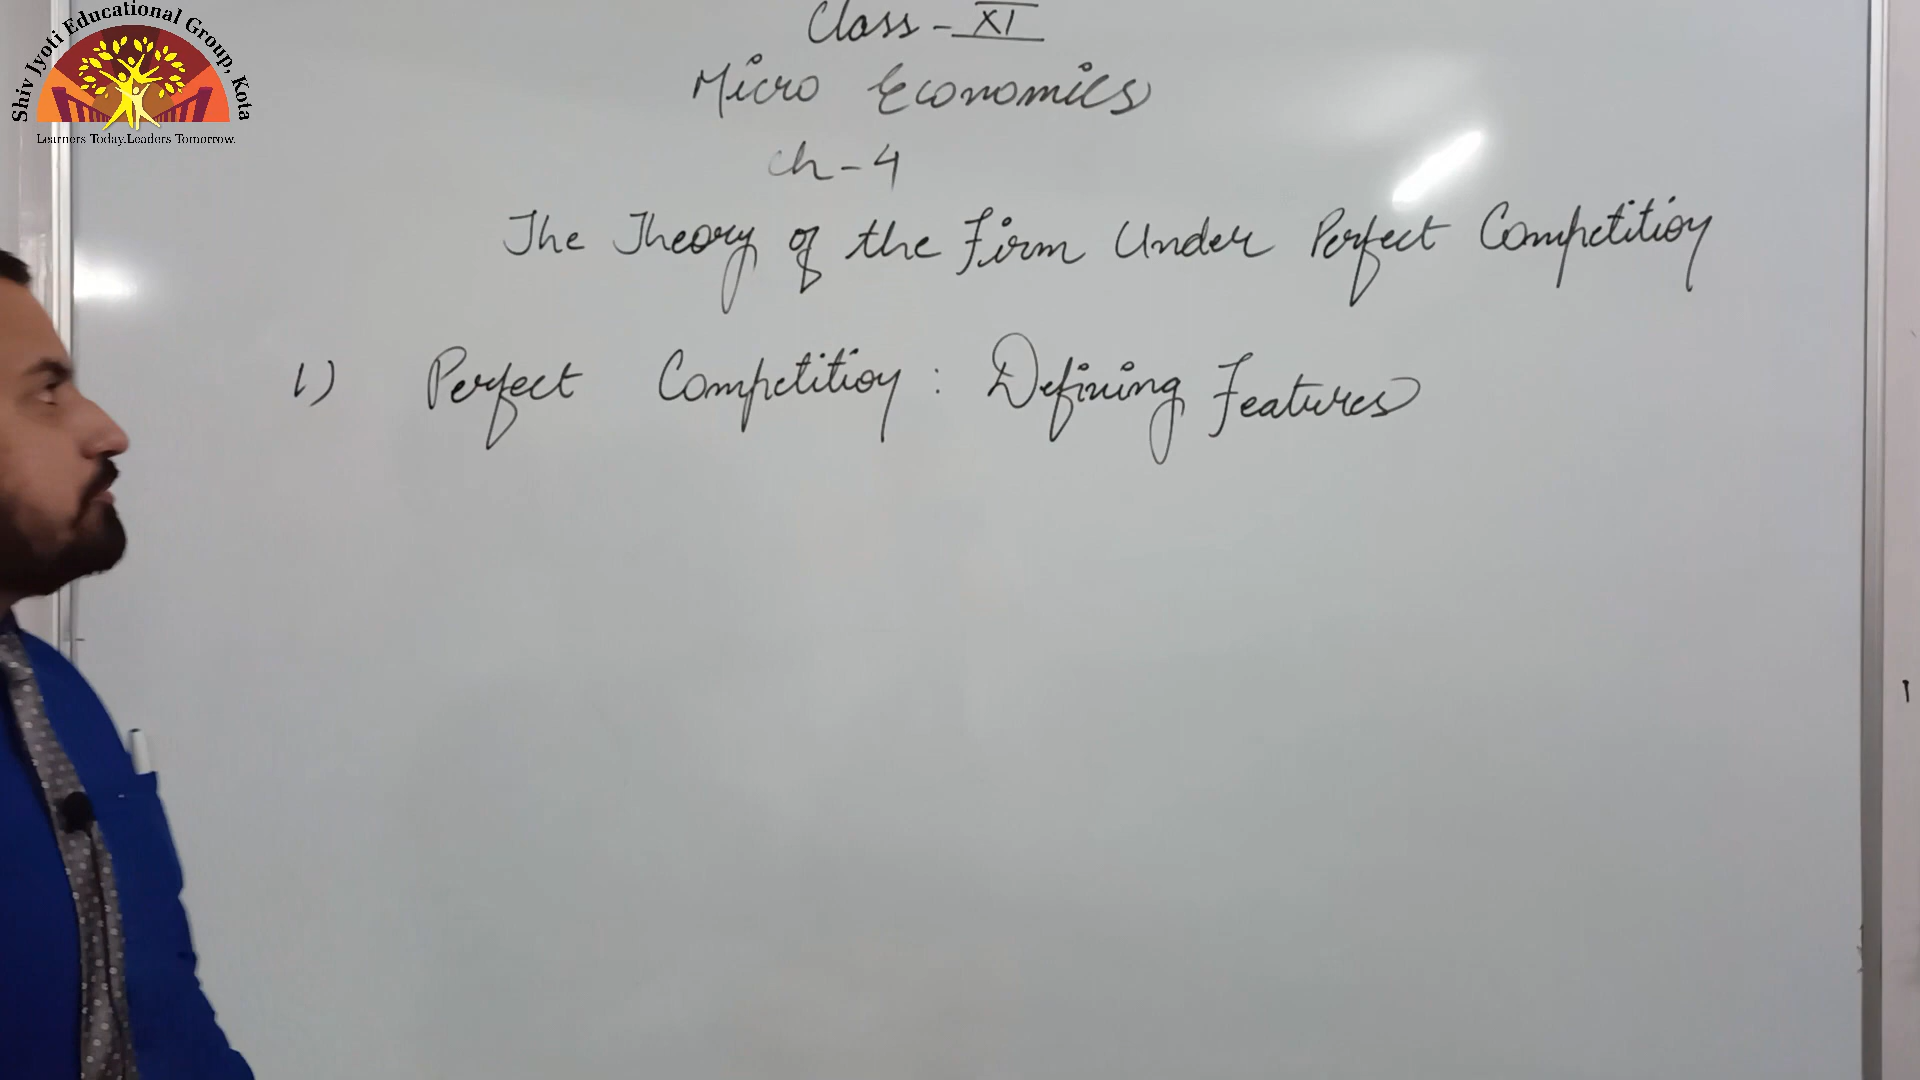 Shiv Jyoti Educational Group, Kota
Learners Today.Leaders Tomorrow.
Class - XI
Micro Economics
Ch - 4
The Theory of the Firm Under Perfect Competition
1) Perfect Competition : Defining Features